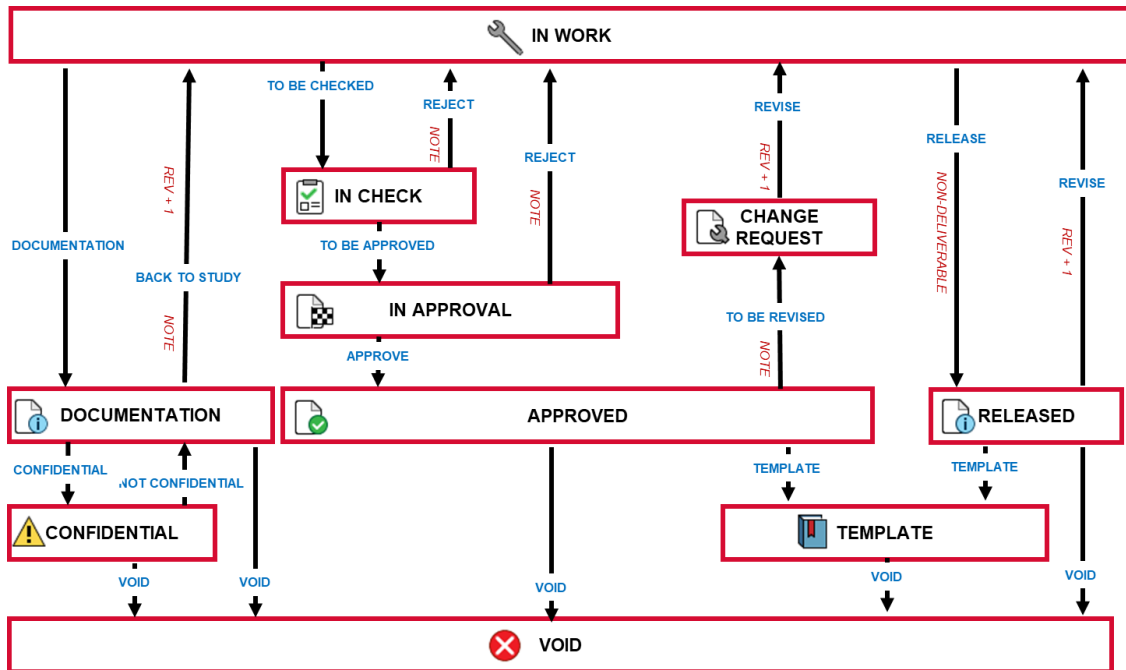 IN WORK
TO BE CHECKED
REJECT
NOTE
REJECT
NOTE
REVISE
REV + 1
RELEASE
NON-DELIVERABLE
REVISE
REV + 1
DOCUMENTATION
REV + 1
BACK TO STUDY
NOTE
IN CHECK
TO BE APPROVED
IN APPROVAL
APPROVE
CHANGE
REQUEST
TO BE REVISED
NOTE
DOCUMENTATION
APPROVED
RELEASED
CONFIDENTIAL
NOT CONFIDENTIAL
TEMPLATE
TEMPLATE
CONFIDENTIAL
TEMPLATE
VOID
VOID
VOID
VOID
VOID
VOID